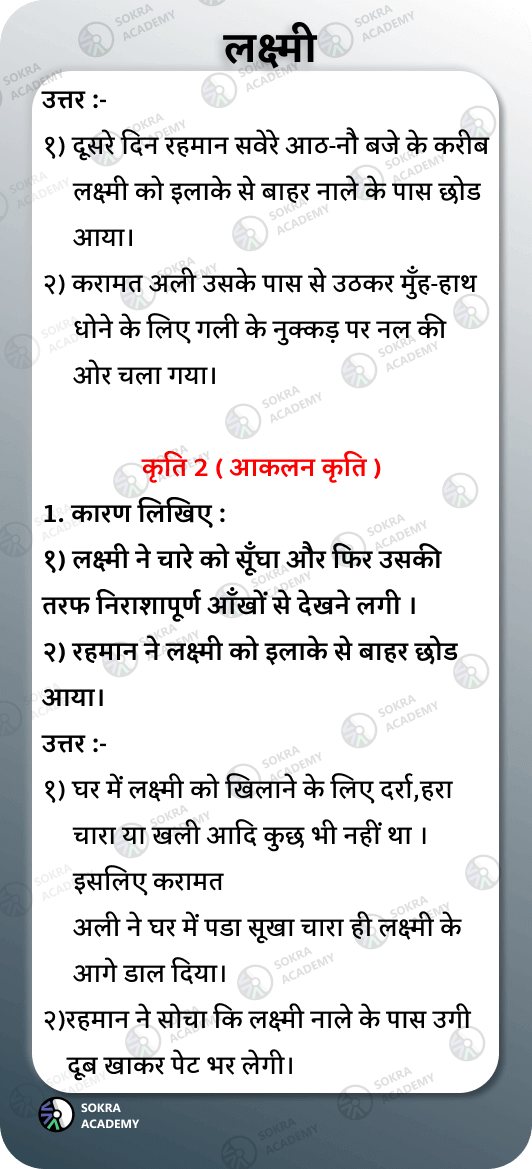 लक्ष्मी
उत्तर :-
१) दूसरे दिन रहमान सवेरे आठ-नौ बजे के करीब
लक्ष्मी को इलाके से बाहर नाले के पास छोड
आया।
२) करामत अली उसके पास से उठकर मुँह-हाथ
धोने के लिए गली के नुक्कड़ पर नल की
ओर चला गया।
कृति 2 ( आकलन कृति )
1. कारण लिखिए :
१) लक्ष्मी ने चारे को सूँघा और फिर उसकी
तरफ निराशापूर्ण आँखों से देखने लगी ।
२) रहमान ने लक्ष्मी को इलाके से बाहर छोड
आया।
उत्तर :-
१) घर में लक्ष्मी को खिलाने के लिए दर्रा,हरा
चारा या खली आदि कुछ भी नहीं था ।
इसलिए करामत
अली ने घर में पडा सूखा चारा ही लक्ष्मी के
आगे डाल दिया।
२)रहमान ने सोचा कि लक्ष्मी नाले के पास उगी
दूब खाकर पेट भर लेगी।
SOKRA
ACADEMY